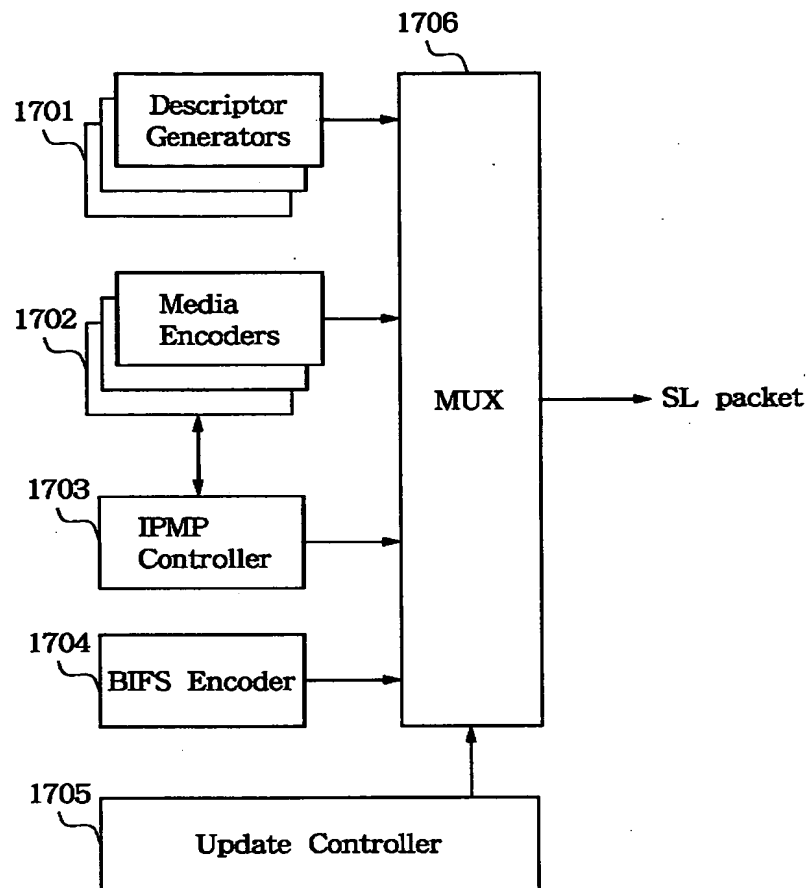 1706
1701
Descriptor
Generators
1702
Media
Encoders
MUX
SL packet
1703
IPMP
Controller
1704
BIFS Encoder
1705
Update Controller